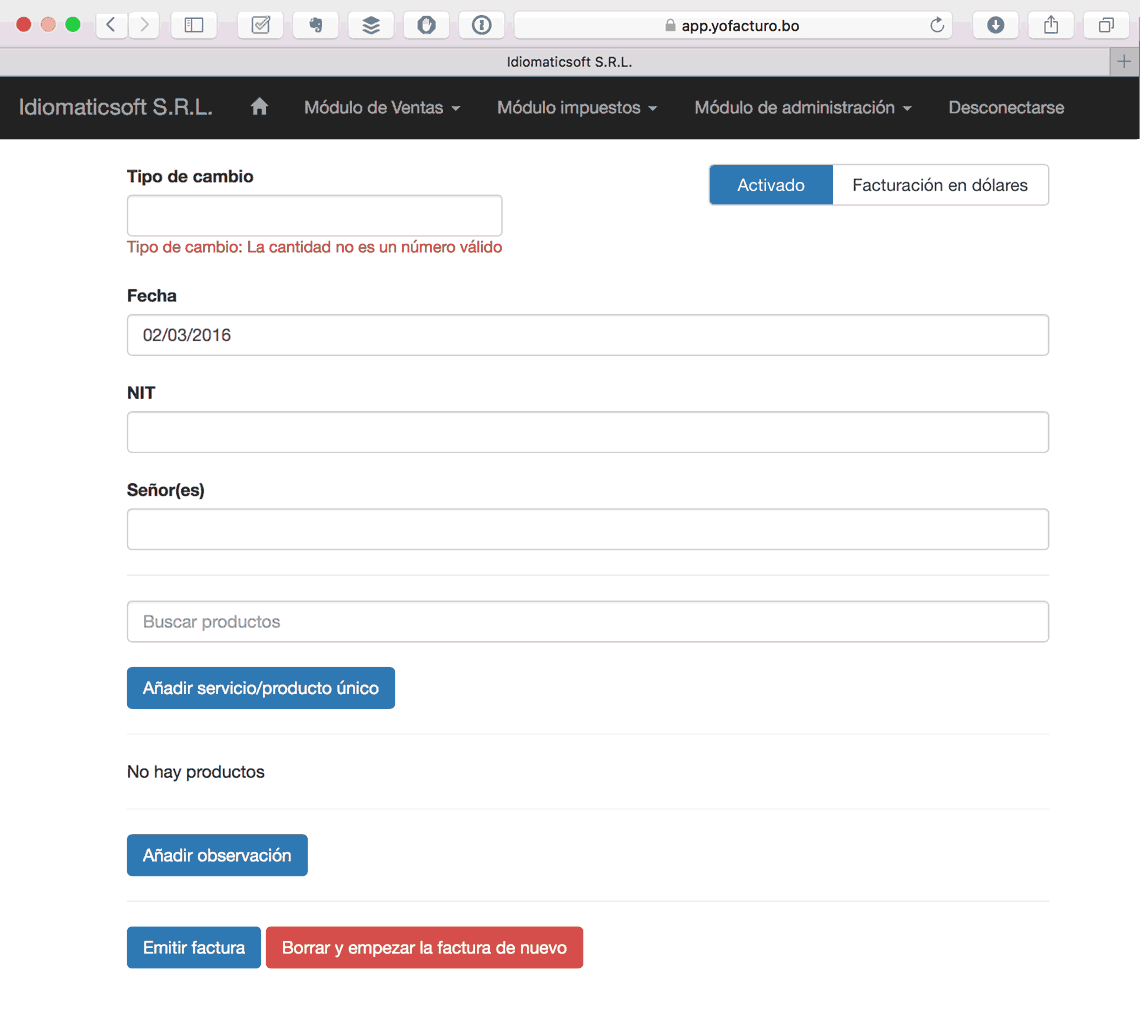 app.yofacturo.bo
Idiomaticsoft S.R.L.
Idiomaticsoft S.R.L. Módulo de Ventas Módulo impuestos Módulo de administración Desconectarse
Tipo de cambio
Activado Facturación en dólares
Tipo de cambio: La cantidad no es un número válido
Fecha
02/03/2016
NIT
Señor(es)
Buscar productos
Añadir servicio/producto único
No hay productos
Añadir observación
Emitir factura Borrar y empezar la factura de nuevo